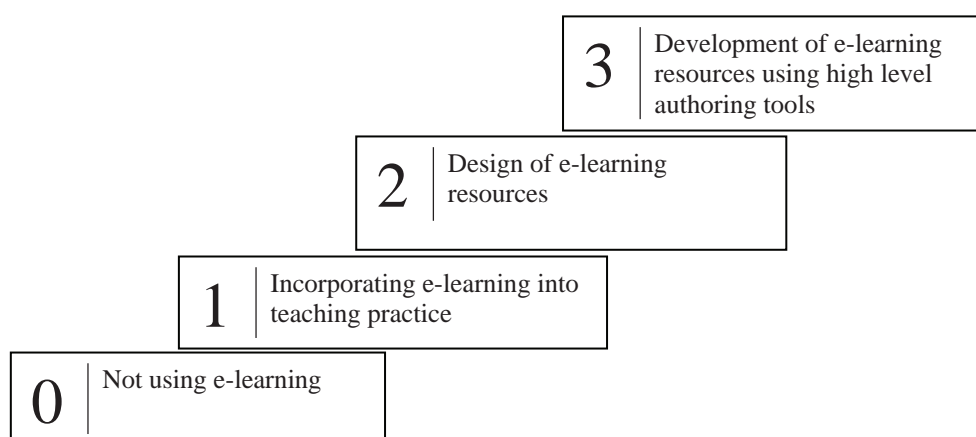 3
Development of e-learning
resources using high level
authoring tools
2
Design of e-learning
resources
1
Incorporating e-learning into
teaching practice
0
Not using e-learning